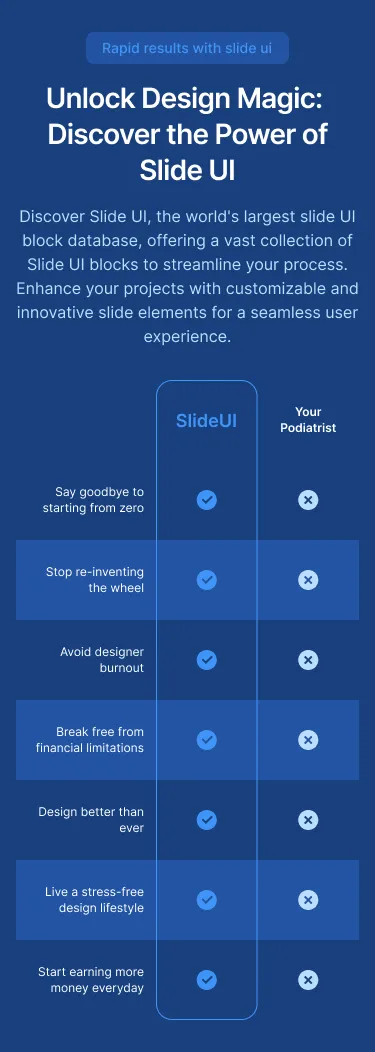 Rapid results with slide ui
Unlock Design Magic:
Discover the Power of
Slide UI
Discover Slide UI, the world's largest slide UI
block database, offering a vast collection of
Slide UI blocks to streamline your process.
Enhance your projects with customizable and
innovative slide elements for a seamless user
experience.
SlideUI
Your
Podiatrist
Say goodbye to
starting from zero
Stop re-inventing
the wheel
Avoid designer
burnout
Break free from
financial limitations
Design better than
ever
Live a stress-free
design lifestyle
Start earning more
money everyday